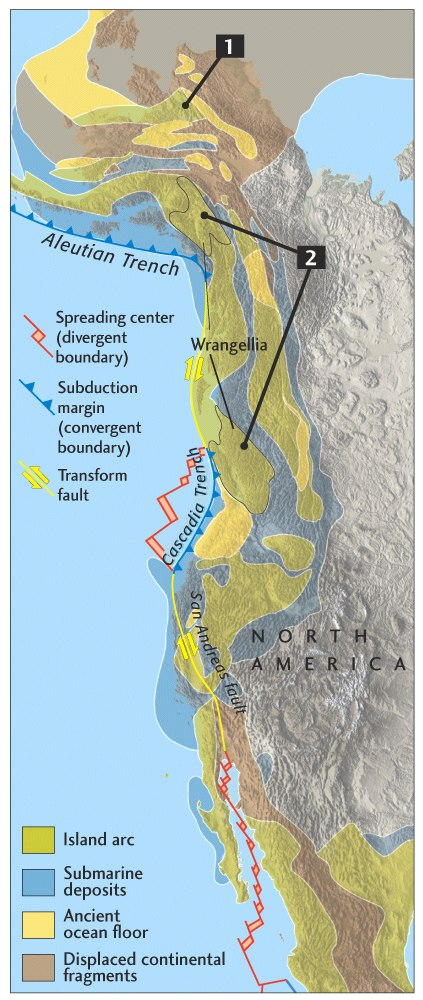 1
2
Aleutian Trench
Spreading center
(divergent
boundary)
Wrangellia
Subduction
margin
(convergent
boundary)
Transform
fault
Cascadia Trench
San Andreas fault
NORTH
AMERICA
Island arc
Submarine
deposits
Ancient
ocean floor
Displaced continental
fragments